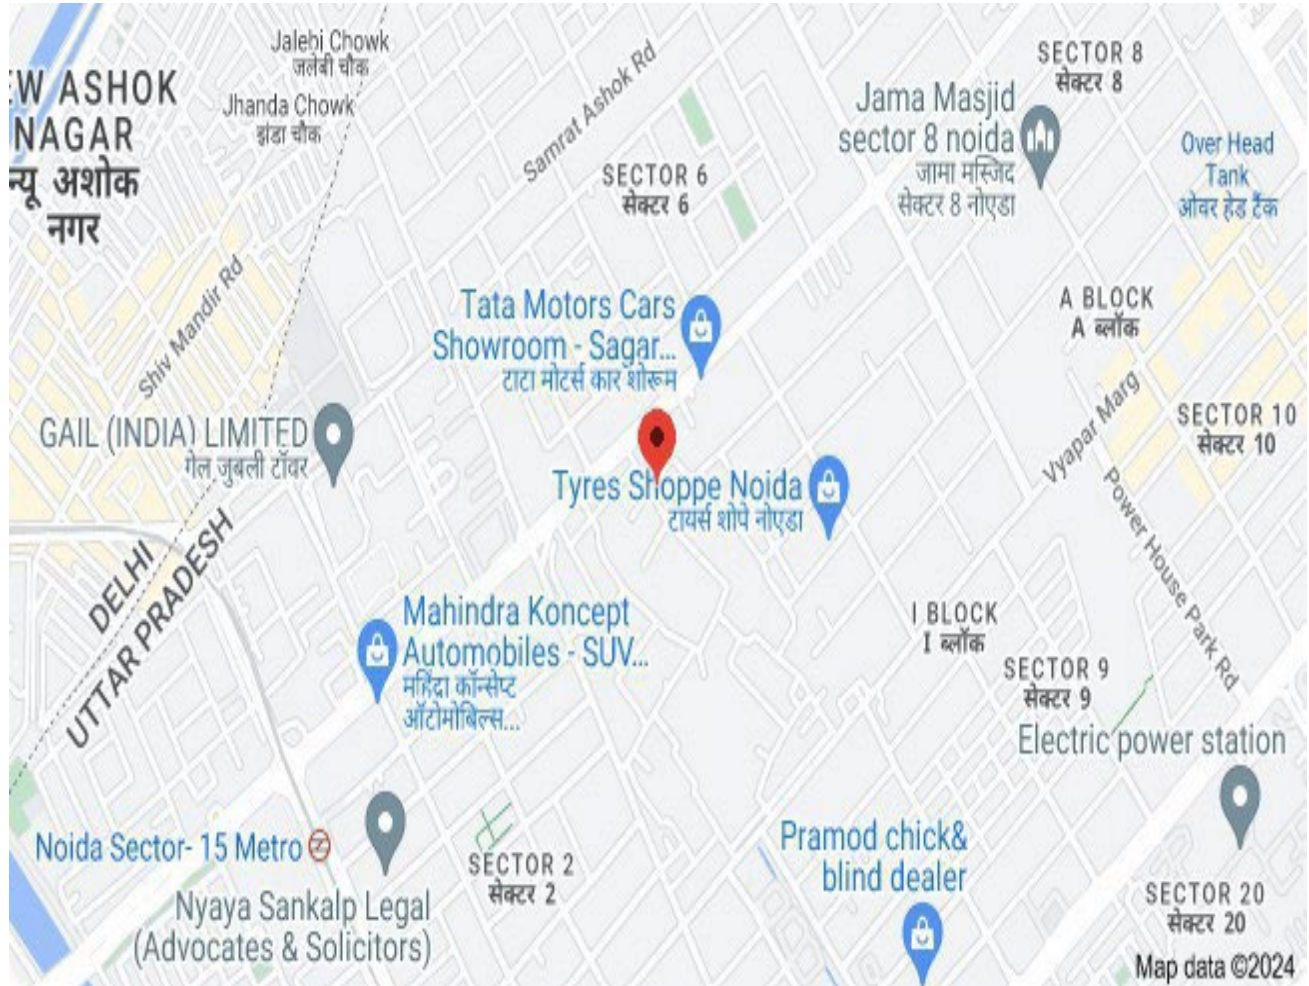 Jalebi Chowk
जलेबी चौक
Jhanda Chowk
झंडा चौक
EW ASHOK
NAGAR
न्यू अशोक
नगर
Samrat Ashok Rd
SECTOR 6
सेक्टर 6
SECTOR 8
सेक्टर 8
Jama Masjid
sector 8 noida
जामा मस्जिद
सेक्टर 8 नोएडा
Over Head
Tank
ओवर हेड टैंक
Shiv Mandir Rd
Tata Motors Cars
Showroom - Sagar...
टाटा मोटर्स कार शोरूम
A BLOCK
A ब्लॉक
GAIL (INDIA) LIMITED
गेल जुबली टॉवर
Vyapar Marg
SECTOR 10
सेक्टर 10
Tyres Shoppe Noida
टायर्स शोपे नोएडा
Power House Park Rd
DELHI
UTTAR PRADESH
Mahindra Koncept
Automobiles - SUV...
महिंद्रा कॉन्सेप्ट
ऑटोमोबिल्स...
I BLOCK
I ब्लॉक
SECTOR 9
सेक्टर 9
Electric power station
Noida Sector- 15 Metro
SECTOR 2
सेक्टर 2
Pramod chick&
blind dealer
Nyaya Sankalp Legal
(Advocates & Solicitors)
SECTOR 20
सेक्टर 20
Map data ©2024